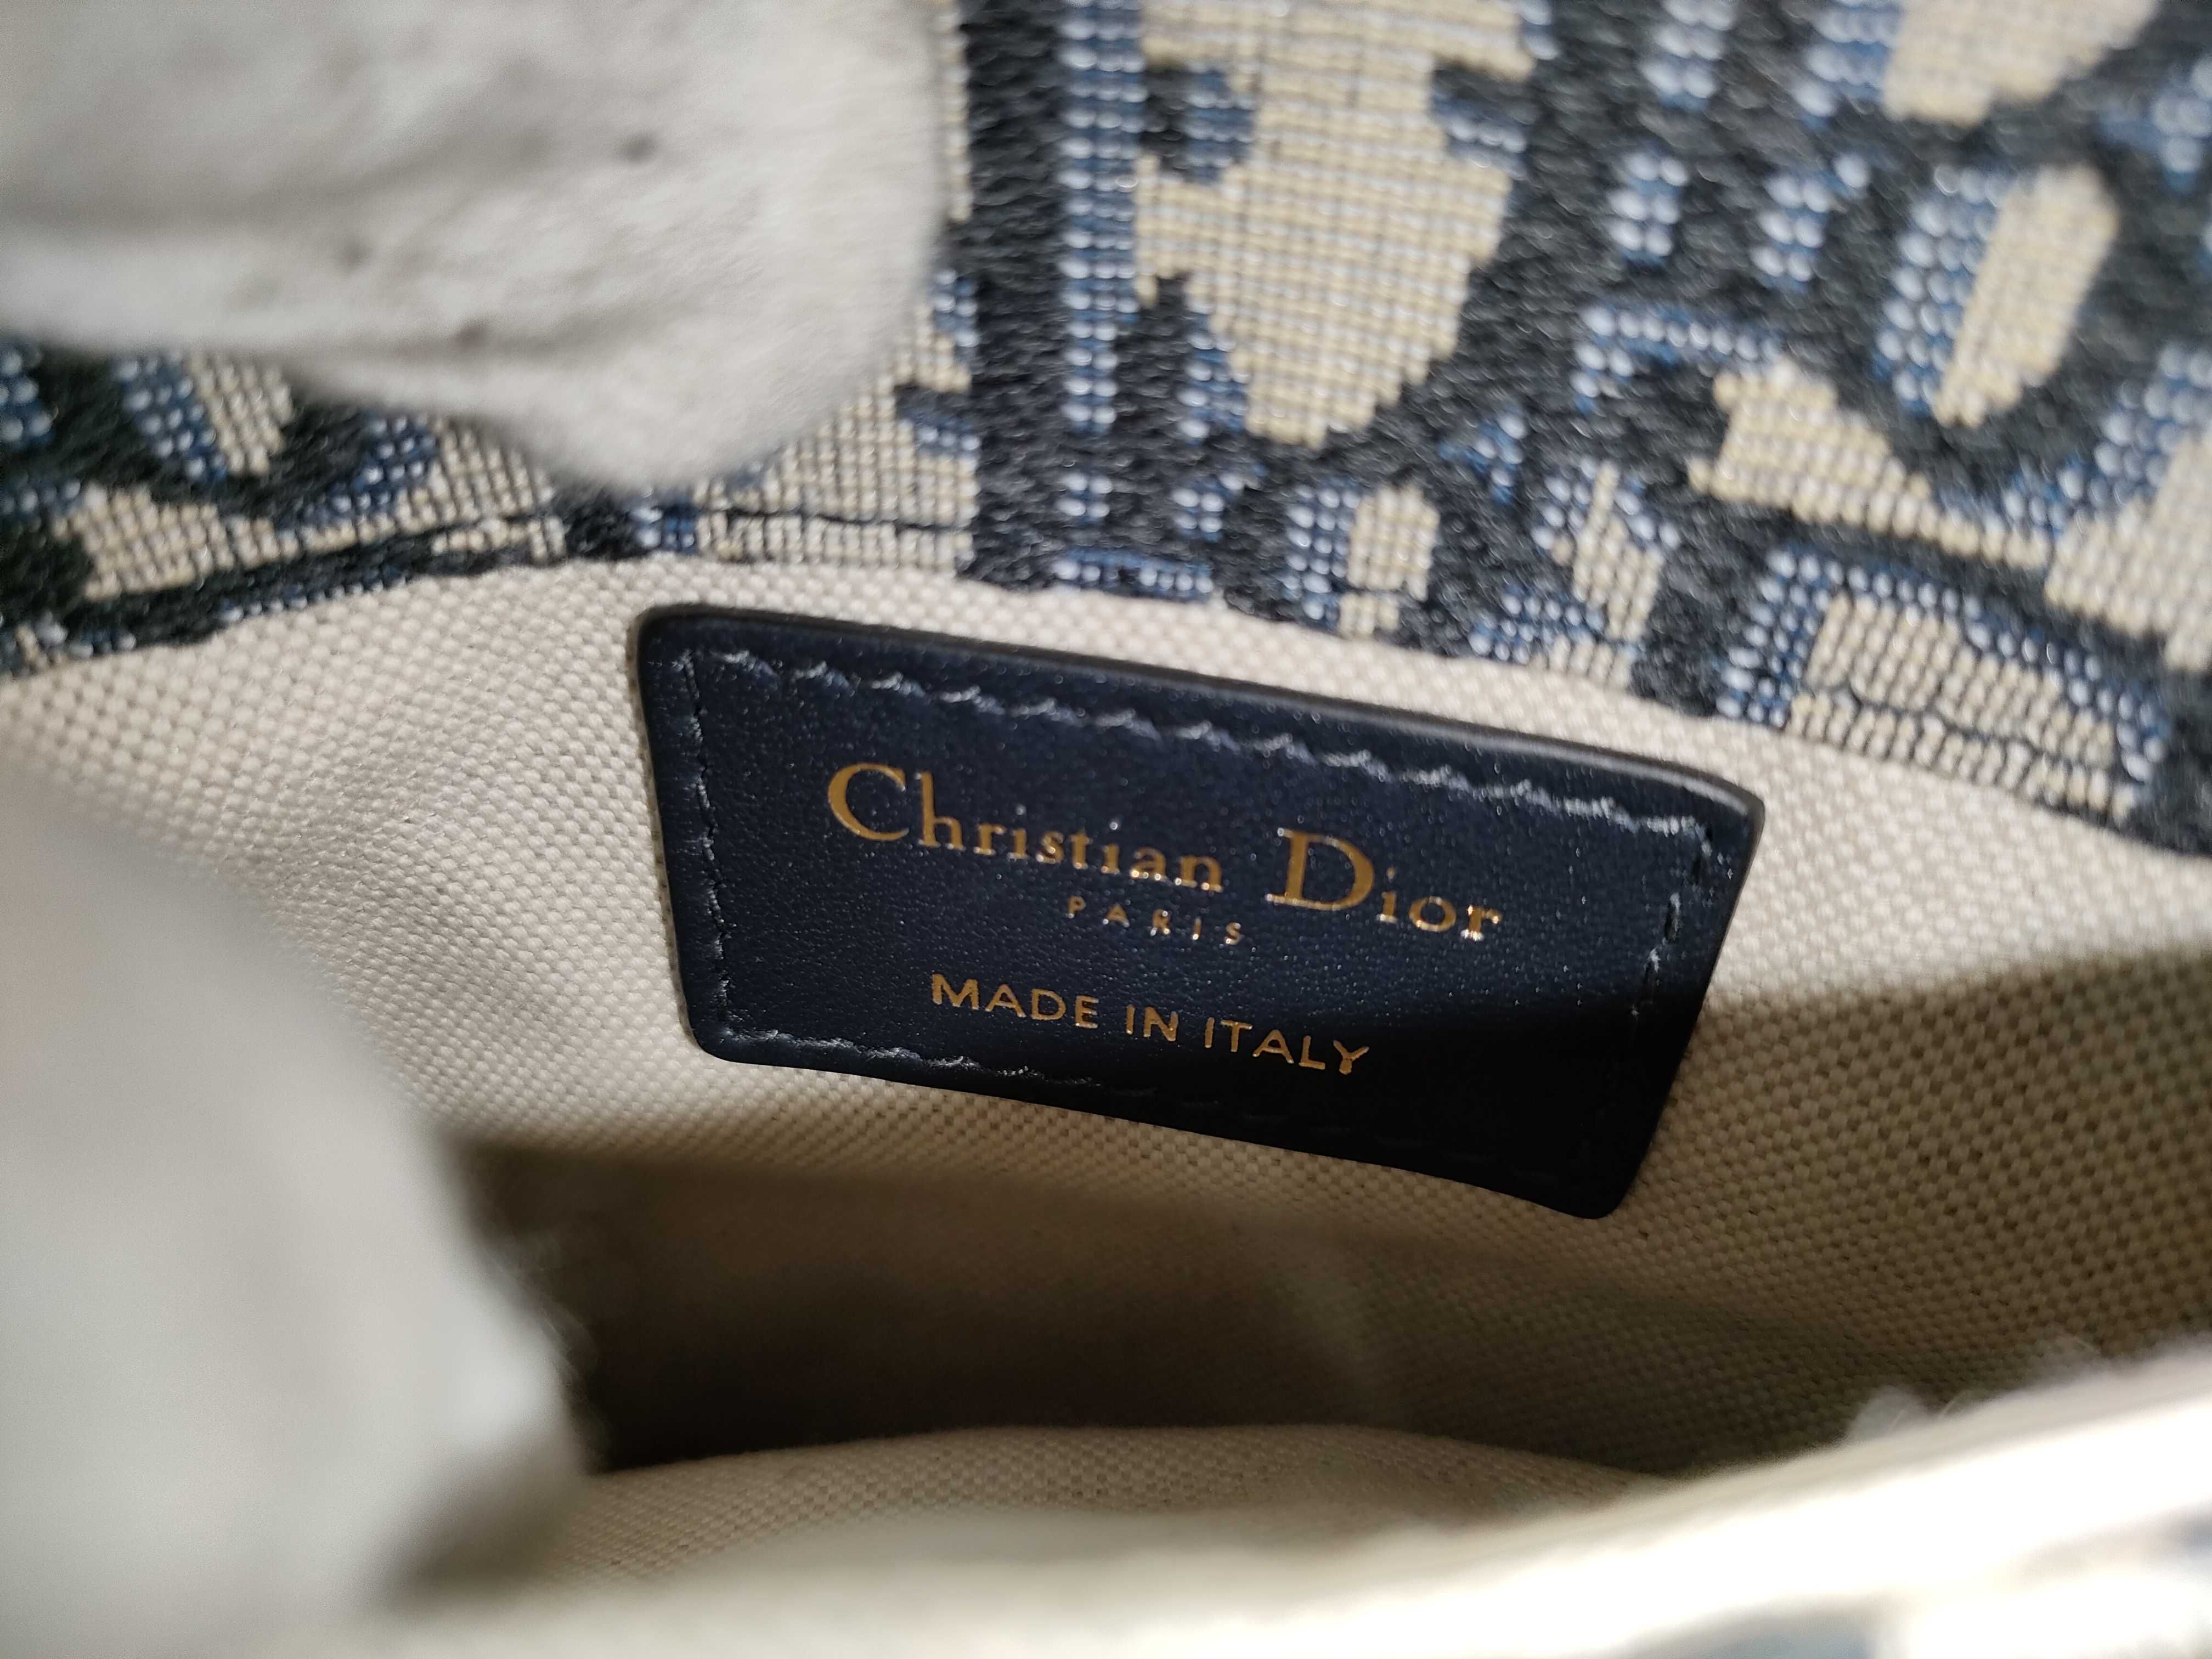 Christian Dior
PARIS
MADE IN ITALY